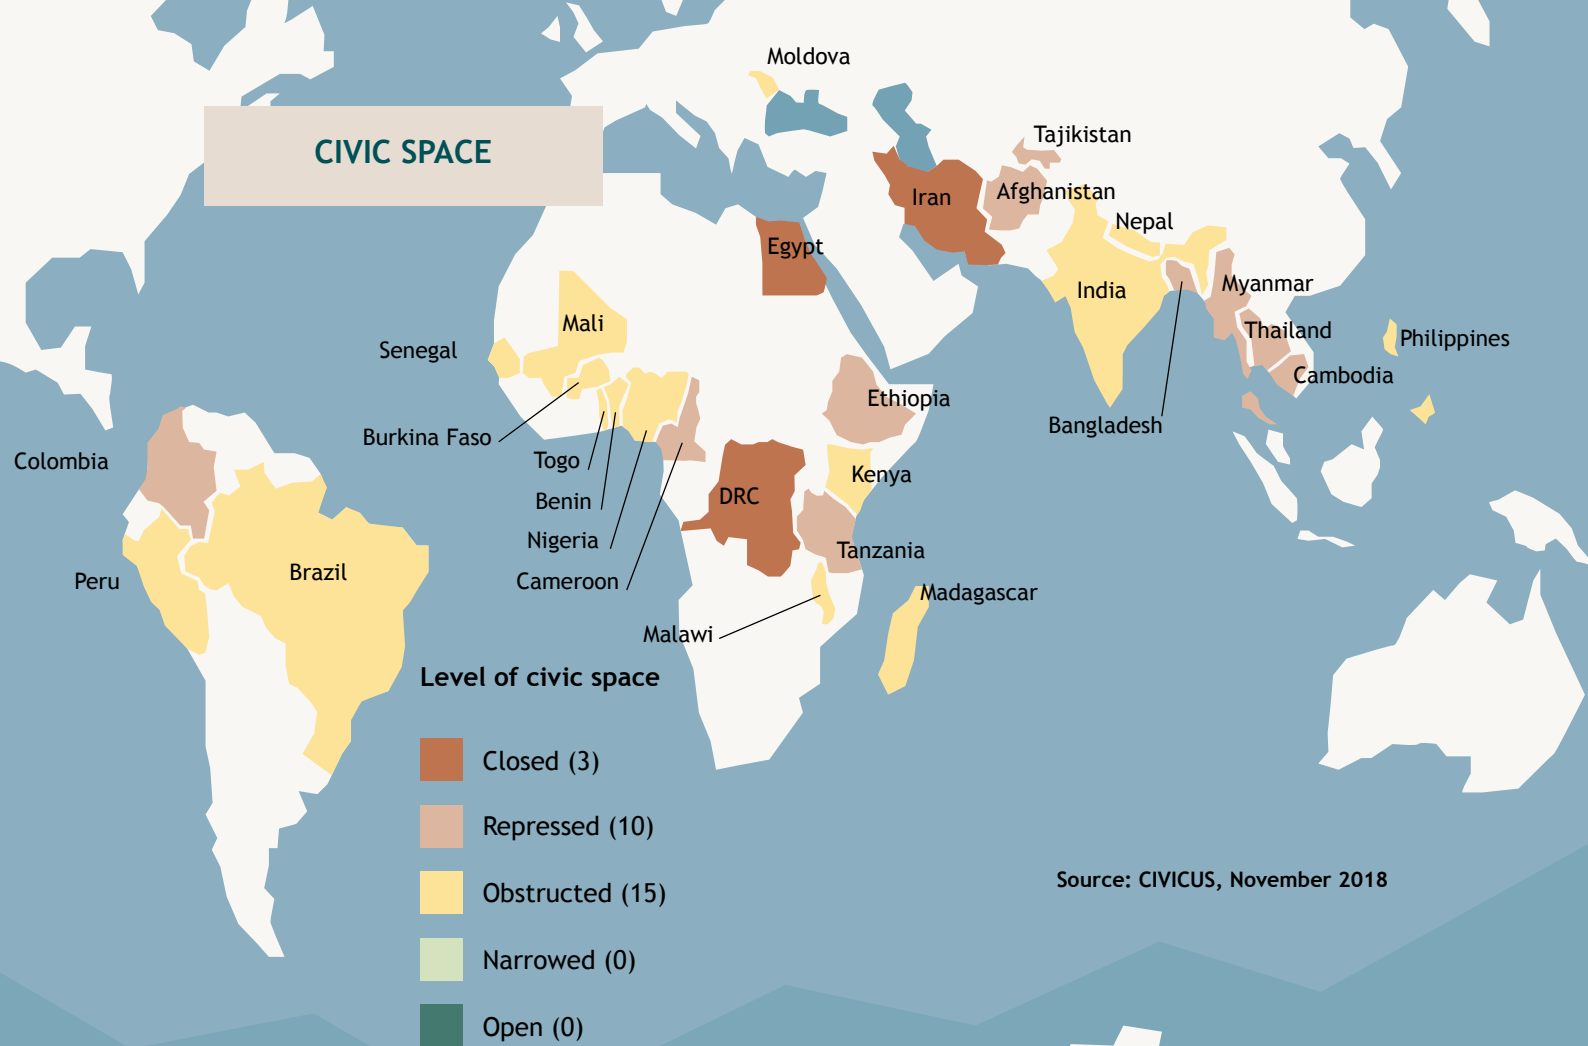 Moldova
CIVIC SPACE
Tajikistan
Iran
Afghanistan
Nepal
Egypt
India
Myanmar
Mali
Senegal
Thailand
Philippines
Cambodia
Ethiopia
Bangladesh
Burkina Faso
Colombia
Togo
Kenya
DRC
Benin
Nigeria
Tanzania
Brazil
Peru
Cameroon
Madagascar
Malawi
Level of civic space
Closed (3)
Repressed (10)
Obstructed (15)
Narrowed (0)
Open (0)
Source: CIVICUS, November 2018